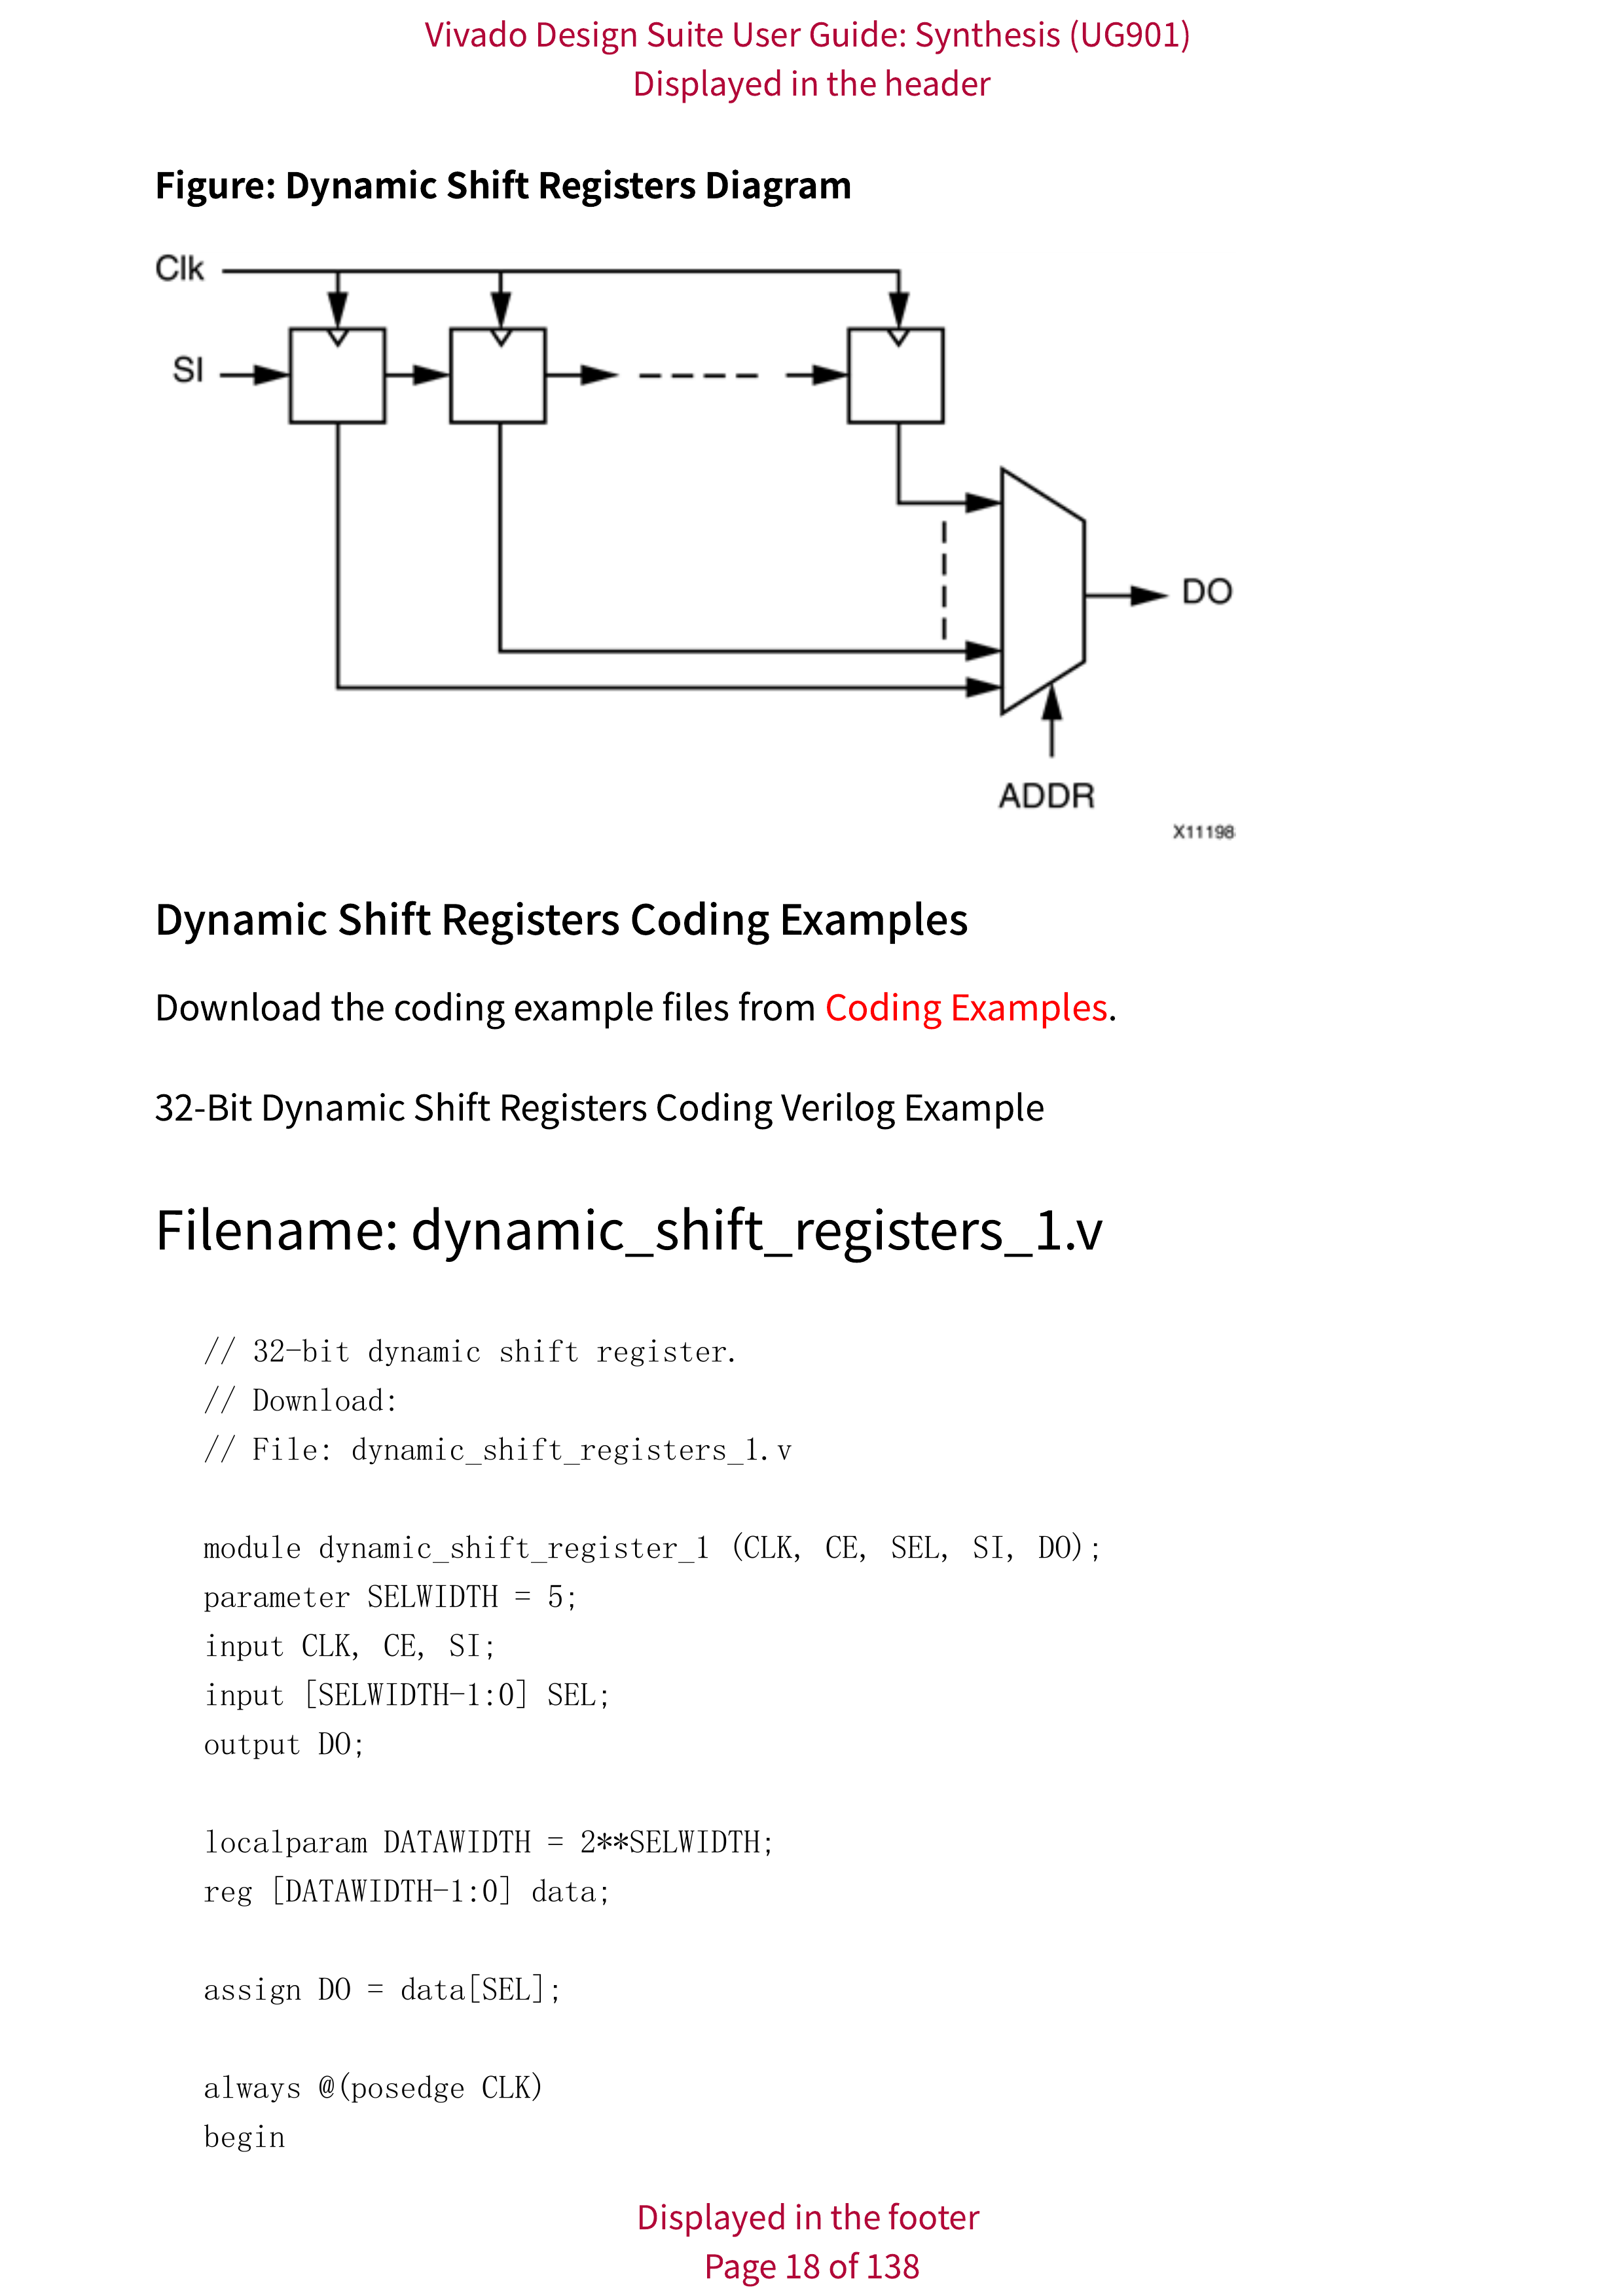 Vivado Design Suite User Guide: Synthesis (UG901)
Displayed in the header
Figure: Dynamic Shift Registers Diagram
Clk
SI
DO
ADDR
X11198
Dynamic Shift Registers Coding Examples
Download the coding example files from Coding Examples.
32-Bit Dynamic Shift Registers Coding Verilog Example
Filename: dynamic_shift_registers_1.v
// 32-bit dynamic shift register.
// Download:
// File: dynamic_shift_registers_1.v
module dynamic_shift_register_1 (CLK, CE, SEL, SI, DO);
parameter SELWIDTH = 5;
input CLK, CE, SI;
input [SELWIDTH-1:0] SEL;
output DO;
localparam DATAWIDTH = 2**SELWIDTH;
reg [DATAWIDTH-1:0] data;
assign DO = data[SEL];
always @(posedge CLK)
begin
Displayed in the footer
Page 18 of 138